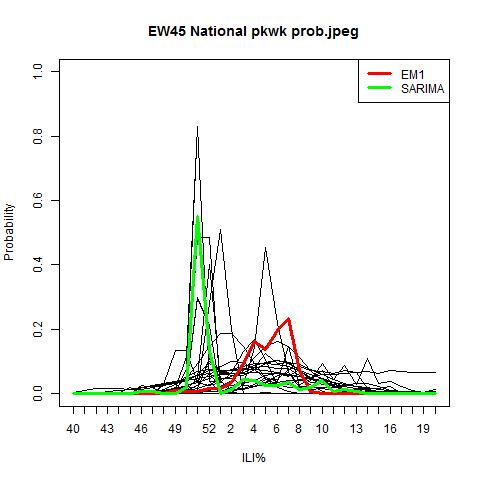 EW45 National pkwk prob.jpeg
EM1
SARIMA
Probability
1.0
0.8
0.6
0.4
0.2
0.0
40 43 46 49 52 2 4 6 8 10 13 16 19
ILI%